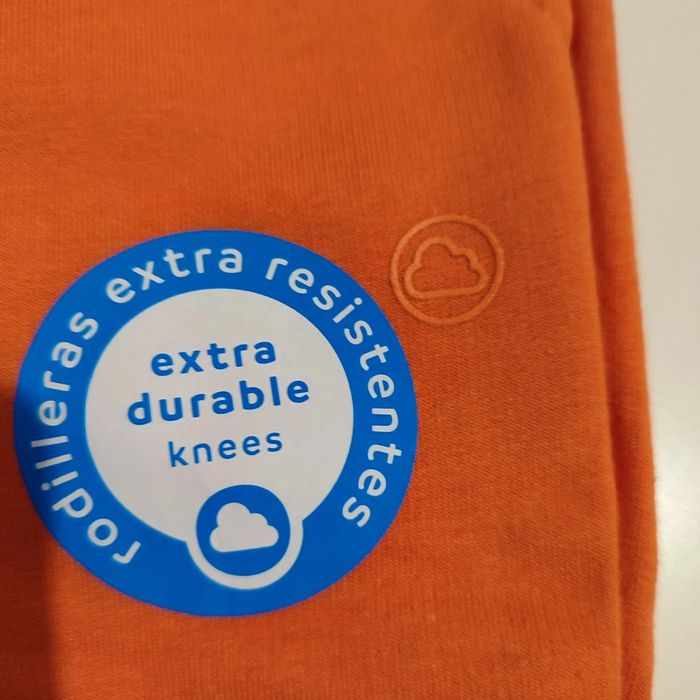 rodilleras extra resistentes
extra
durable
knees